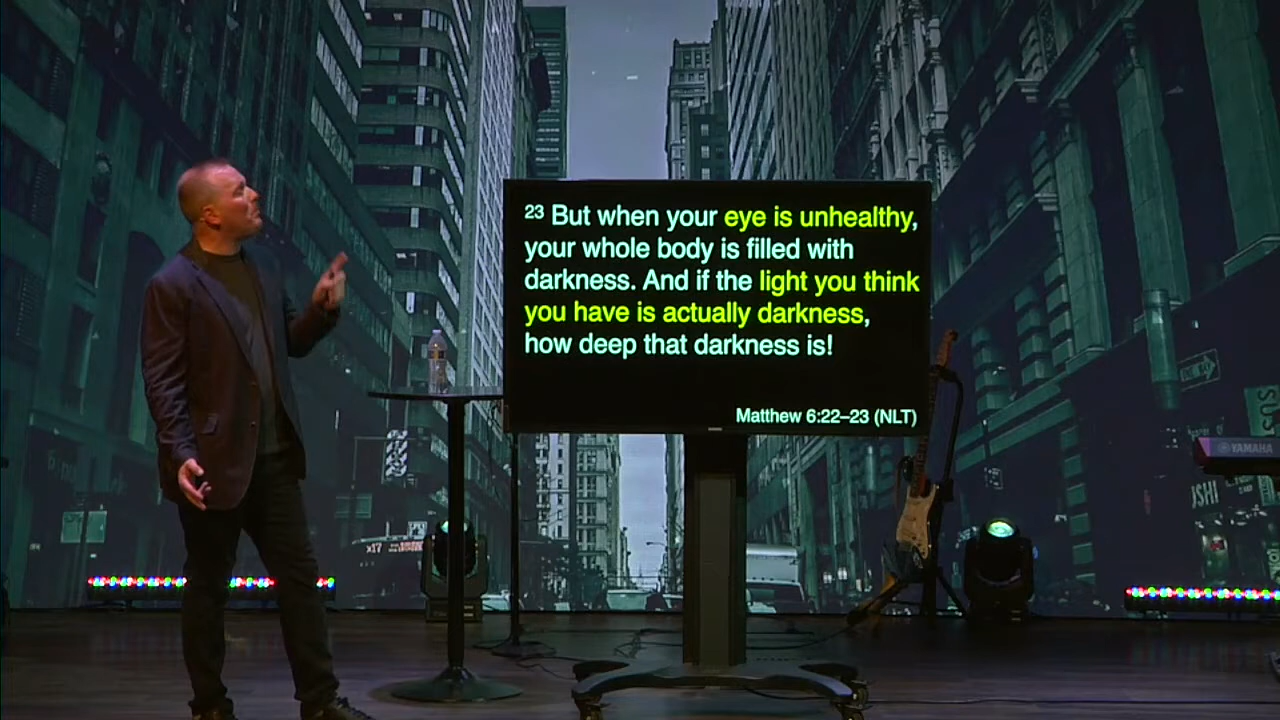 23 But when your eye is unhealthy,
your whole body is filled with
darkness. And if the light you think
you have is actually darkness,
how deep that darkness is!
Matthew 6:22–23 (NLT)
YAMAHA